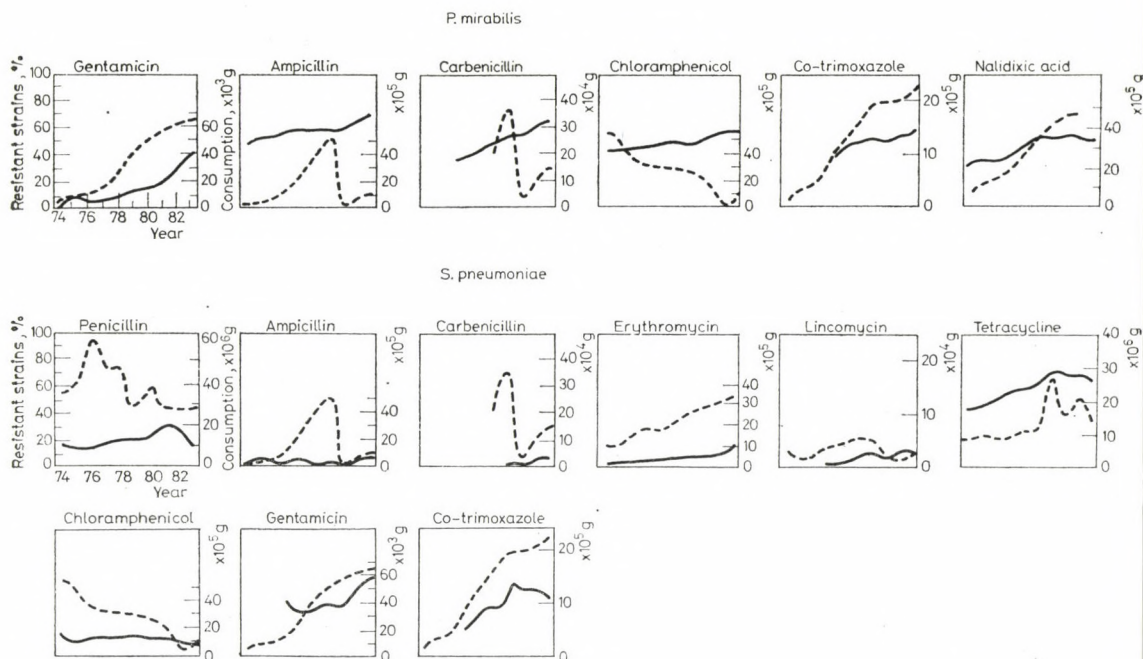 P. mirabilis
Gentamicin
Ampicillin
Carbenicillin
Chloramphenicol
Co-trimoxazole
Nalidixic acid
Resistant strains, %
100
80
60
40
20
0
74 76 78 80 82
Year
60
40
20
0
Consumption, x10³ g
60
40
20
0
x10⁵ g
40
30
20
10
0
x10⁴ g
40
20
0
x10⁵ g
20
10
0
x10⁵ g
40
20
0
x10⁵ g
S. pneumoniae
Penicillin
Ampicillin
Carbenicillin
Erythromycin
Lincomycin
Tetracycline
Resistant strains, %
100
80
60
40
20
0
74 76 78 80 82
Year
60
40
20
0
Consumption, x10⁶ g
40
20
0
x10⁵ g
40
30
20
10
0
x10⁴ g
40
30
20
10
0
x10⁵ g
20
10
0
x10⁴ g
40
30
20
10
0
x10⁶ g
Chloramphenicol
Gentamicin
Co-trimoxazole
40
20
0
x10⁵ g
60
40
20
0
x10³ g
20
10
0
x10⁵ g